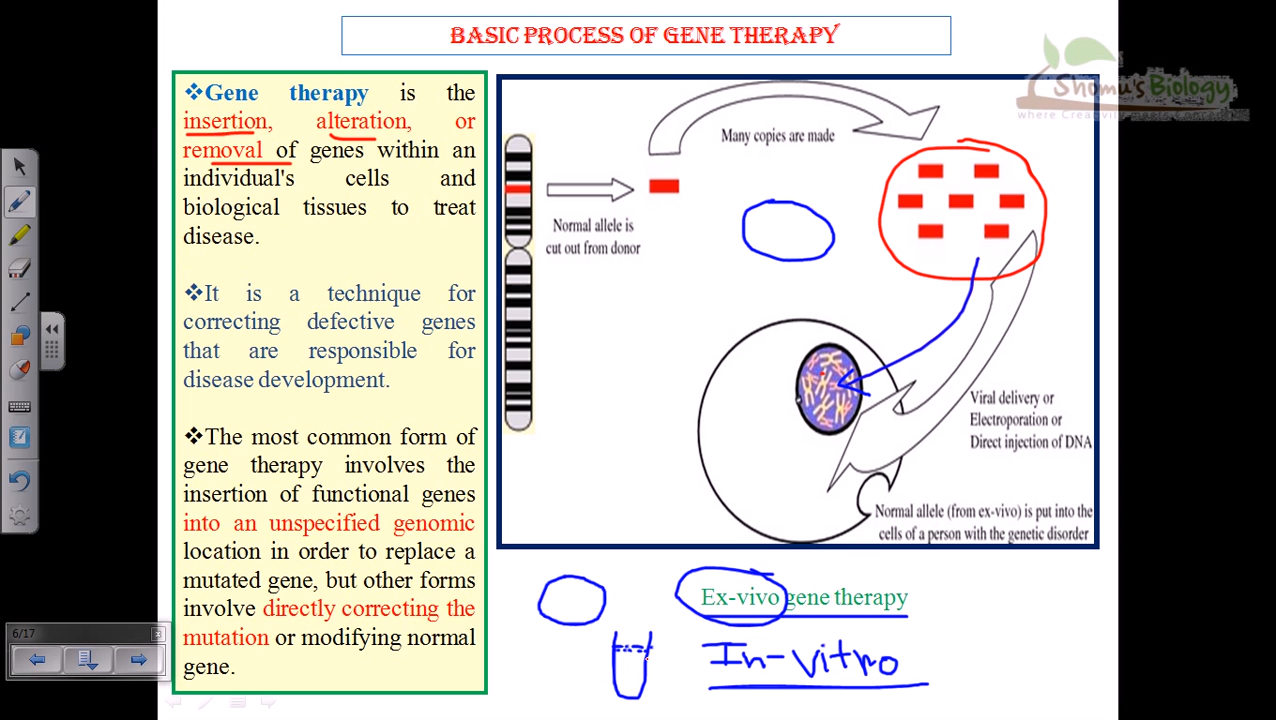 BASIC PROCESS OF GENE THERAPY
Shomu's Biology
❖Gene therapy is the
insertion, alteration, or
removal of genes within an
individual's cells and
biological tissues to treat
disease.
❖It is a technique for
correcting defective genes
that are responsible for
disease development.
❖The most common form of
gene therapy involves the
insertion of functional genes
into an unspecified genomic
location in order to replace a
mutated gene, but other forms
involve directly correcting the
mutation or modifying normal
gene.
Many copies are made
Normal allele is
cut out from donor
Viral delivery or
Electroporation or
Direct injection of DNA
Normal allele (from ex-vivo) is put into the
cells of a person with the genetic disorder
Ex-vivo gene therapy
In-vitro
6/17